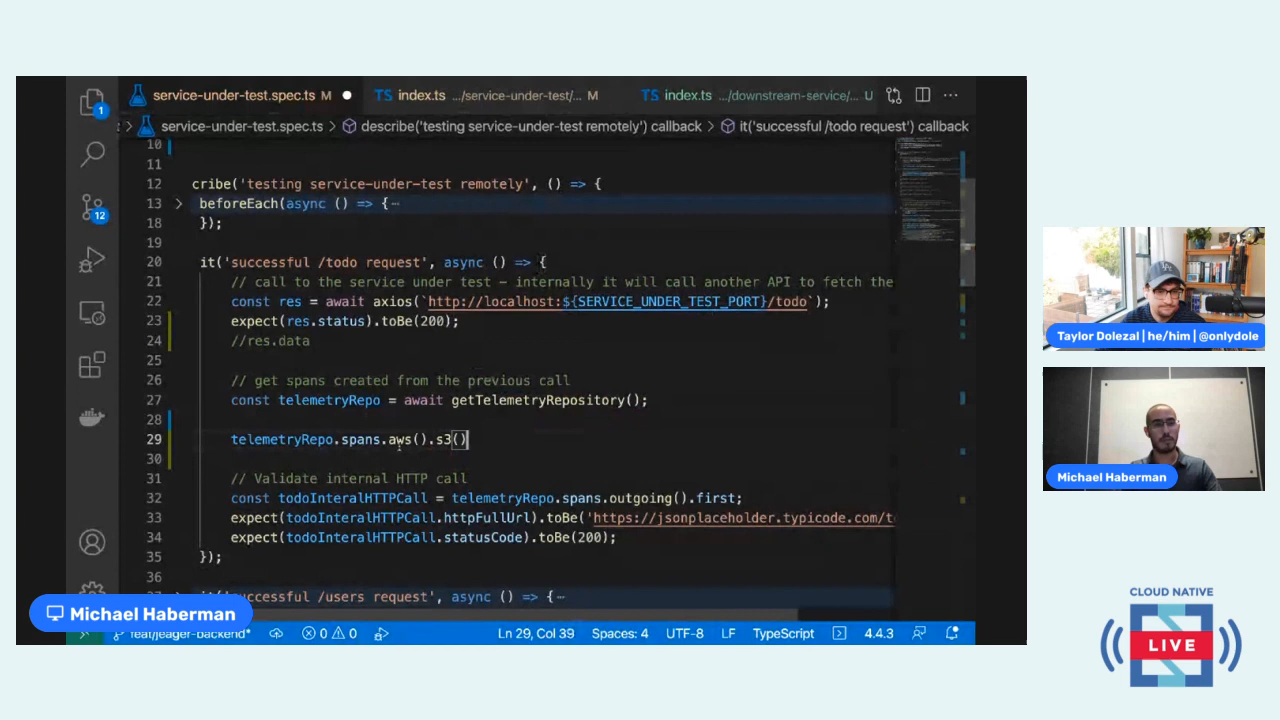 service-under-test.spec.ts M
TS index.ts .../service-under-test/... M
TS index.ts .../downstream-service/... U
service-under-test.spec.ts > describe('testing service-under-test remotely') callback > it('successful /todo request') callback
10
11
12 cribe('testing service-under-test remotely', () => {
13 beforeEach(async () => {
18 });
19
20 it('successful /todo request', async () => {
21 // call to the service under test – internally it will call another API to fetch the
22 const res = await axios(`http://localhost:${SERVICE_UNDER_TEST_PORT}/todo`);
23 expect(res.status).toBe(200);
24 //res.data
25
26 // get spans created from the previous call
27 const telemetryRepo = await getTelemetryRepository();
28
29 telemetryRepo.spans.aws().s3()
30
31 // Validate internal HTTP call
32 const todoInteralHTTPCall = telemetryRepo.spans.outgoing().first;
33 expect(todoInteralHTTPCall.httpFullUrl).toBe('https://jsonplaceholder.typicode.com/t
34 expect(todoInteralHTTPCall.statusCode).toBe(200);
35 });
36
successful /users request', async () => {
1
12
feat/jeager-backend*
0 0
Ln 29, Col 39 Spaces: 4 UTF-8 LF TypeScript 4.4.3
Michael Haberman
Taylor Dolezal | he/him | @onlydole
Michael Haberman
CLOUD NATIVE
LIVE